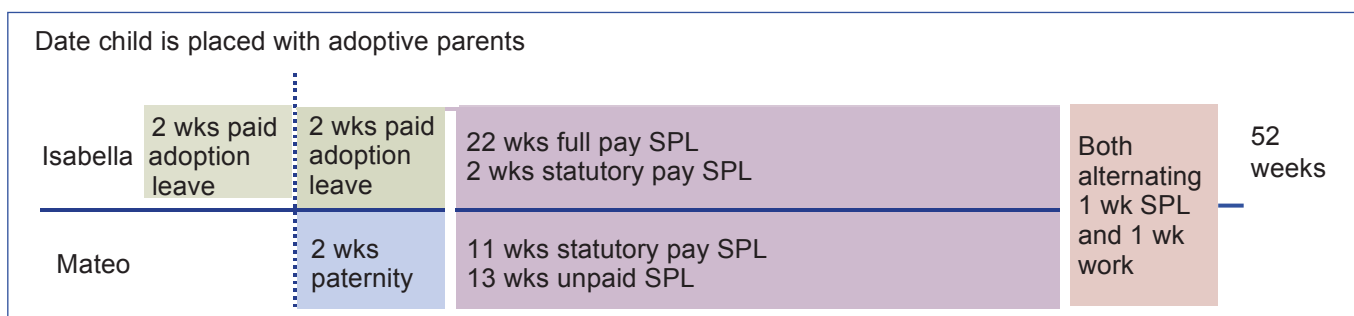 Date child is placed with adoptive parents
Isabella
2 wks paid
adoption
leave
2 wks paid
adoption
leave
22 wks full pay SPL
2 wks statutory pay SPL
Both
alternating
1 wk SPL
and 1 wk
work
52
weeks
Mateo
2 wks
paternity
11 wks statutory pay SPL
13 wks unpaid SPL